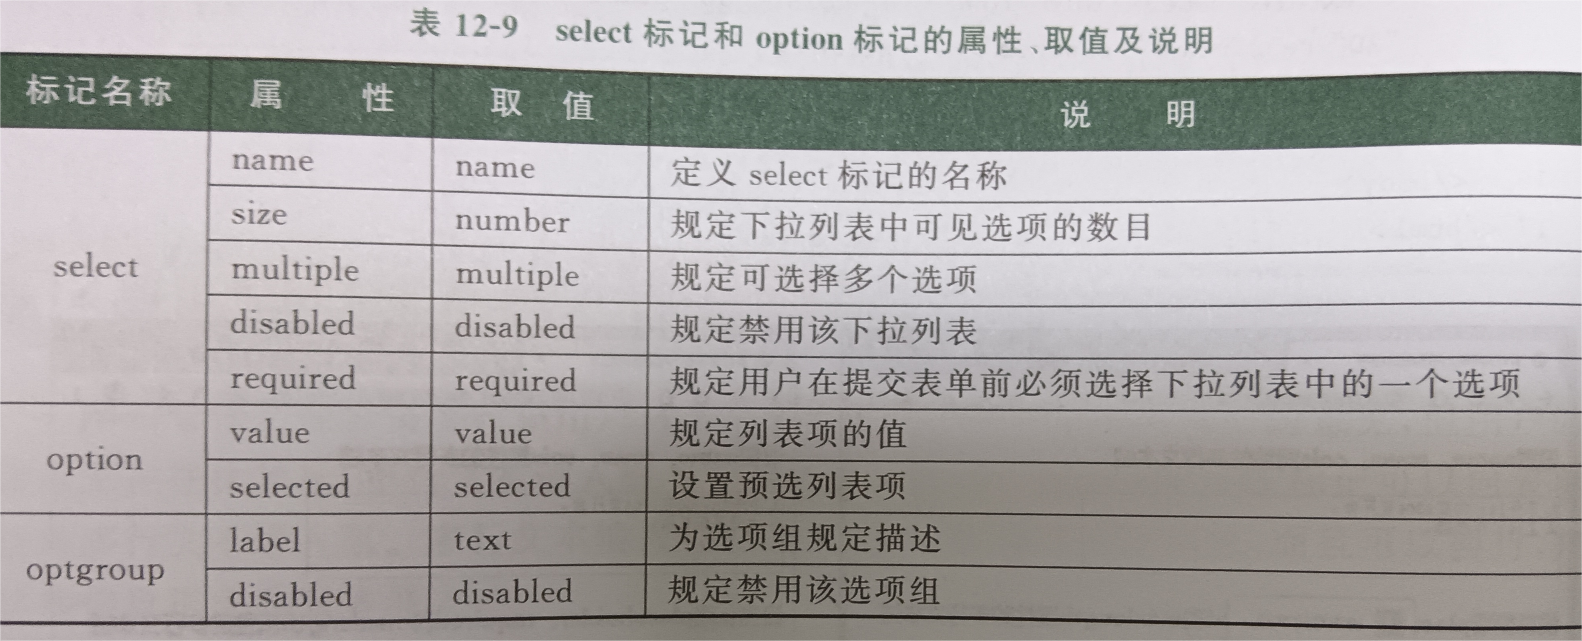 表 12-9 select 标记和 option 标记的属性、取值及说明
标记名称 属 性 取 值 说 明
select
name name 定义 select 标记的名称
size number 规定下拉列表中可见选项的数目
multiple multiple 规定可选择多个选项
disabled disabled 规定禁用该下拉列表
required required 规定用户在提交表单前必须选择下拉列表中的一个选项
option
value value 规定列表项的值
selected selected 设置预选列表项
optgroup
label text 为选项组规定描述
disabled disabled 规定禁用该选项组